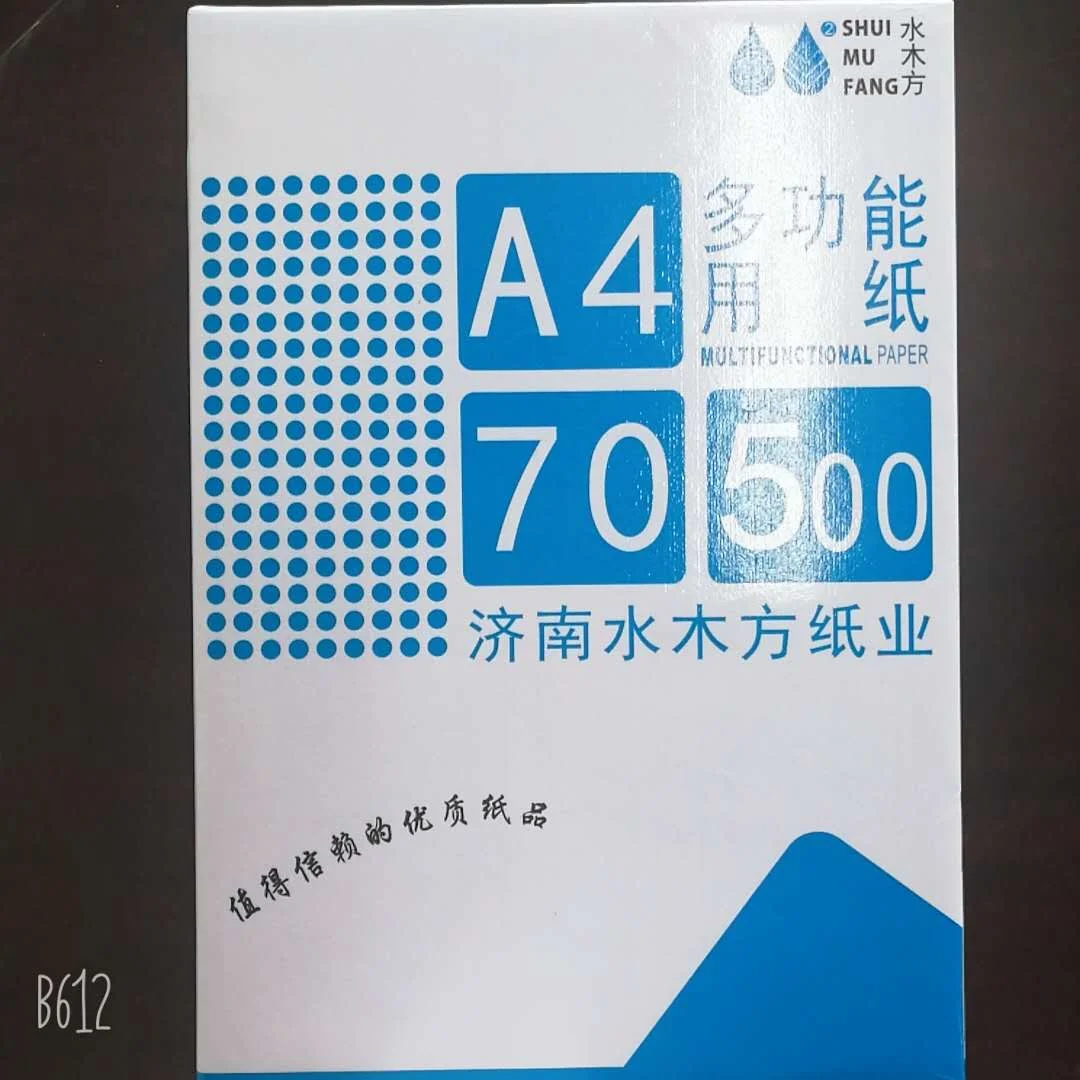 ② SHUI
MU
FANG
水木方
A4
多功能
用纸
MULTIFUNCTIONAL PAPER
70
500
济南水木方纸业
值得信赖的优质纸品
B612